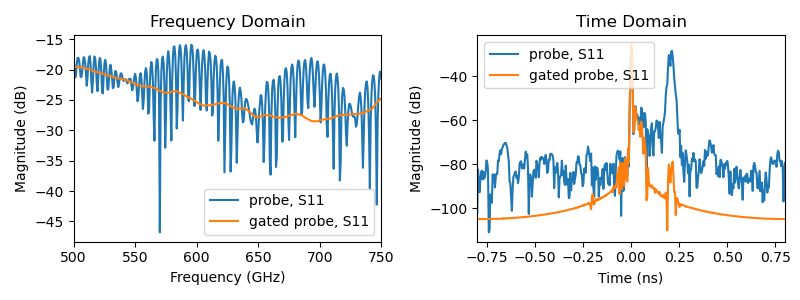 Frequency Domain
Magnitude (dB)
−15
−20
−25
−30
−35
−40
−45
probe, S11
gated probe, S11
500
550
600
650
700
750
Frequency (GHz)
Time Domain
Magnitude (dB)
−40
−60
−80
−100
probe, S11
gated probe, S11
−0.75
−0.50
−0.25
0.00
0.25
0.50
0.75
Time (ns)